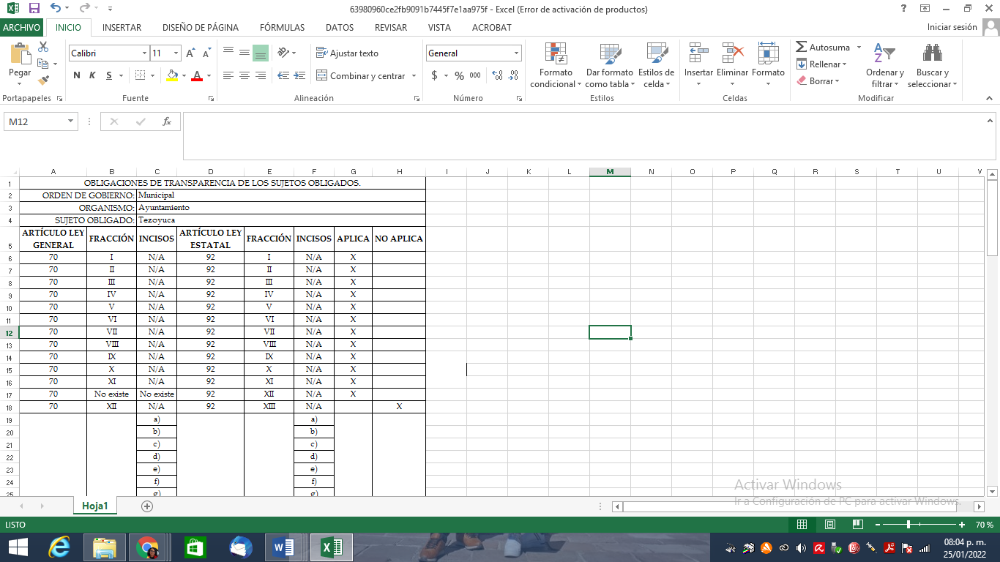 63980960ce2fb9091b7445f7e1aa975f - Excel (Error de activación de productos)
ARCHIVO INICIO INSERTAR DISEÑO DE PÁGINA FÓRMULAS DATOS REVISAR VISTA ACROBAT Iniciar sesión
Calibri 11 Ajustar texto General Autosuma
Pegar Rellenar
N K S Combinar y centrar $ % 000 Borrar
Formato condicional Dar formato como tabla Estilos de celda Insertar Eliminar Formato Ordenar y filtrar Buscar y seleccionar
Portapapeles Fuente Alineación Número Estilos Celdas Modificar
M12 fx
A B C D E F G H I J K L M N O P Q R S T U V
1 OBLIGACIONES DE TRANSPARENCIA DE LOS SUJETOS OBLIGADOS.
2 ORDEN DE GOBIERNO: Municipal
3 ORGANISMO: Ayuntamiento
4 SUJETO OBLIGADO: Tezoyuca
5 ARTÍCULO LEY GENERAL FRACCIÓN INCISOS ARTÍCULO LEY ESTATAL FRACCIÓN INCISOS APLICA NO APLICA
6 70 I N/A 92 I N/A X
7 70 II N/A 92 II N/A X
8 70 III N/A 92 III N/A X
9 70 IV N/A 92 IV N/A X
10 70 V N/A 92 V N/A X
11 70 VI N/A 92 VI N/A X
12 70 VII N/A 92 VII N/A X
13 70 VIII N/A 92 VIII N/A X
14 70 IX N/A 92 IX N/A X
15 70 X N/A 92 X N/A X
16 70 XI N/A 92 XI N/A X
17 70 No existe No existe 92 XII N/A X
18 70 XII N/A 92 XIII N/A X
19 a) a)
20 b) b)
21 c) c)
22 d) d)
23 e) e)
24 f) f)
25 g) g)
Activar Windows
Ir a Configuración de PC para activar Windows.
Hoja1
LISTO 70 %
08:04 p. m.
25/01/2022